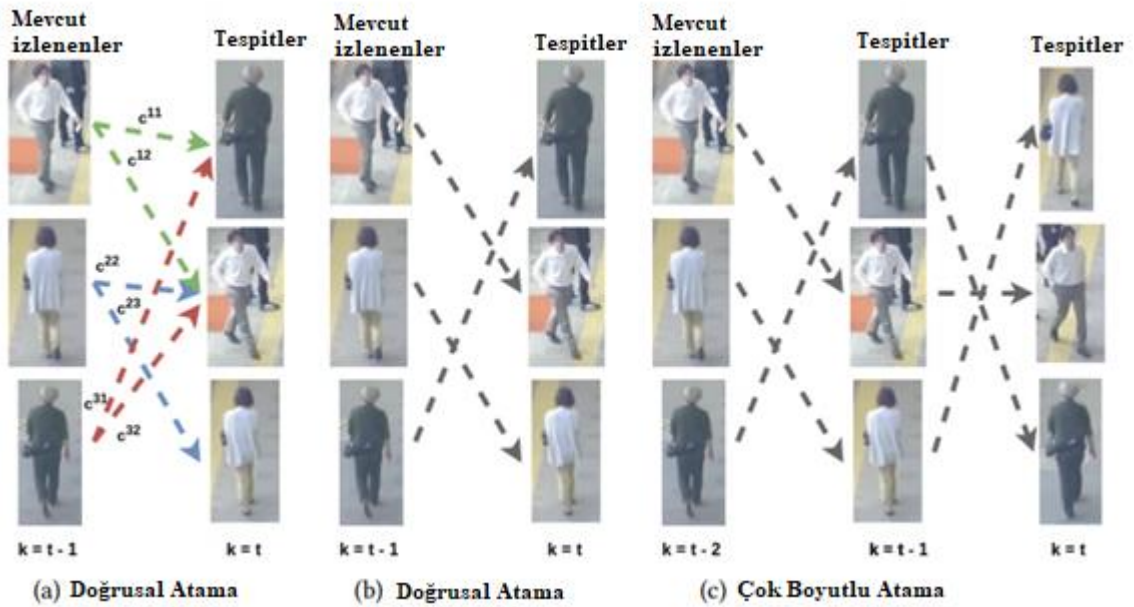 Mevcut
izlenenler
Tespitler
c11
c12
c22
c23
c31
c32
k = t - 1
k = t
(a) Doğrusal Atama
Mevcut
izlenenler
Tespitler
k = t - 1
k = t
(b) Doğrusal Atama
Mevcut
izlenenler
Tespitler
Tespitler
k = t - 2
k = t - 1
k = t
(c) Çok Boyutlu Atama